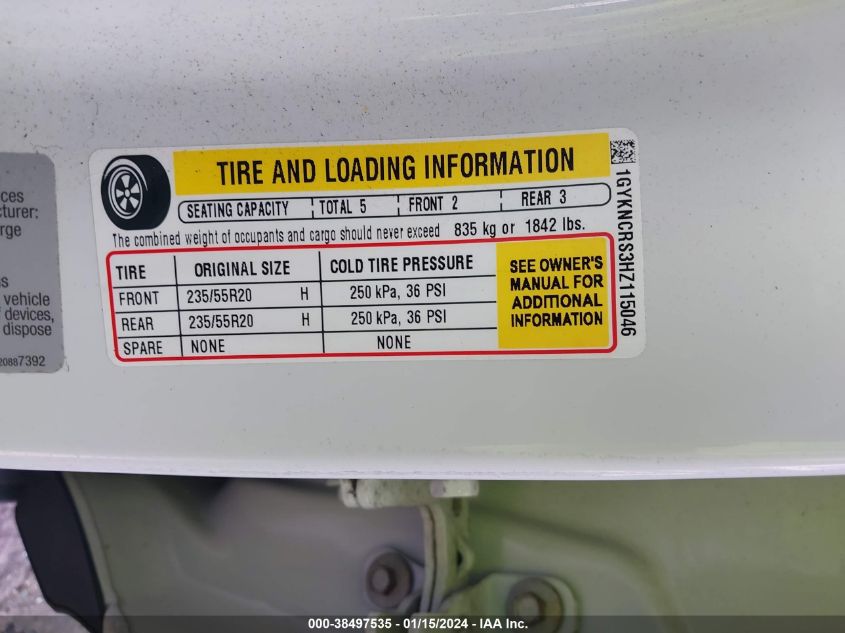 ces
cturer:
rge
s
vehicle
f devices,
dispose
20887392
TIRE AND LOADING INFORMATION
SEATING CAPACITY TOTAL 5 FRONT 2 REAR 3
The combined weight of occupants and cargo should never exceed 835 kg or 1842 lbs.
TIRE ORIGINAL SIZE COLD TIRE PRESSURE
FRONT 235/55R20 H 250 kPa, 36 PSI
REAR 235/55R20 H 250 kPa, 36 PSI
SPARE NONE NONE
SEE OWNER'S
MANUAL FOR
ADDITIONAL
INFORMATION
1GYKNCRS3HZ115046
000-38497535 - 01/15/2024 - IAA Inc.